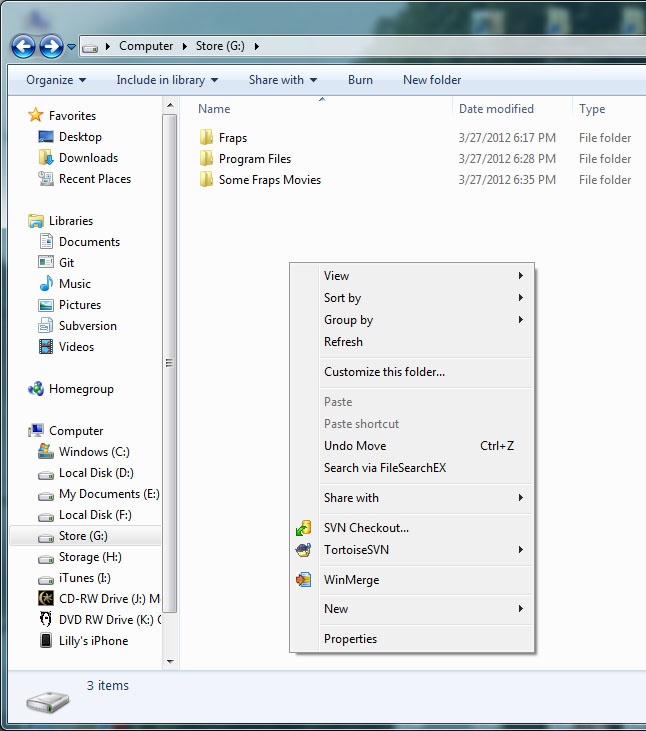 Computer Store (G:)
Organize Include in library Share with Burn New folder
Favorites
Desktop
Downloads
Recent Places
Libraries
Documents
Git
Music
Pictures
Subversion
Videos
Homegroup
Computer
Windows (C:)
Local Disk (D:)
My Documents (E:)
Local Disk (F:)
Store (G:)
Storage (H:)
iTunes (I:)
CD-RW Drive (J:) M
DVD RW Drive (K:) C
Lilly's iPhone
Name Date modified Type
Fraps 3/27/2012 6:17 PM File folder
Program Files 3/27/2012 6:28 PM File folder
Some Fraps Movies 3/27/2012 6:35 PM File folder
View
Sort by
Group by
Refresh
Customize this folder...
Paste
Paste shortcut
Undo Move Ctrl+Z
Search via FileSearchEX
Share with
SVN Checkout...
TortoiseSVN
WinMerge
New
Properties
3 items